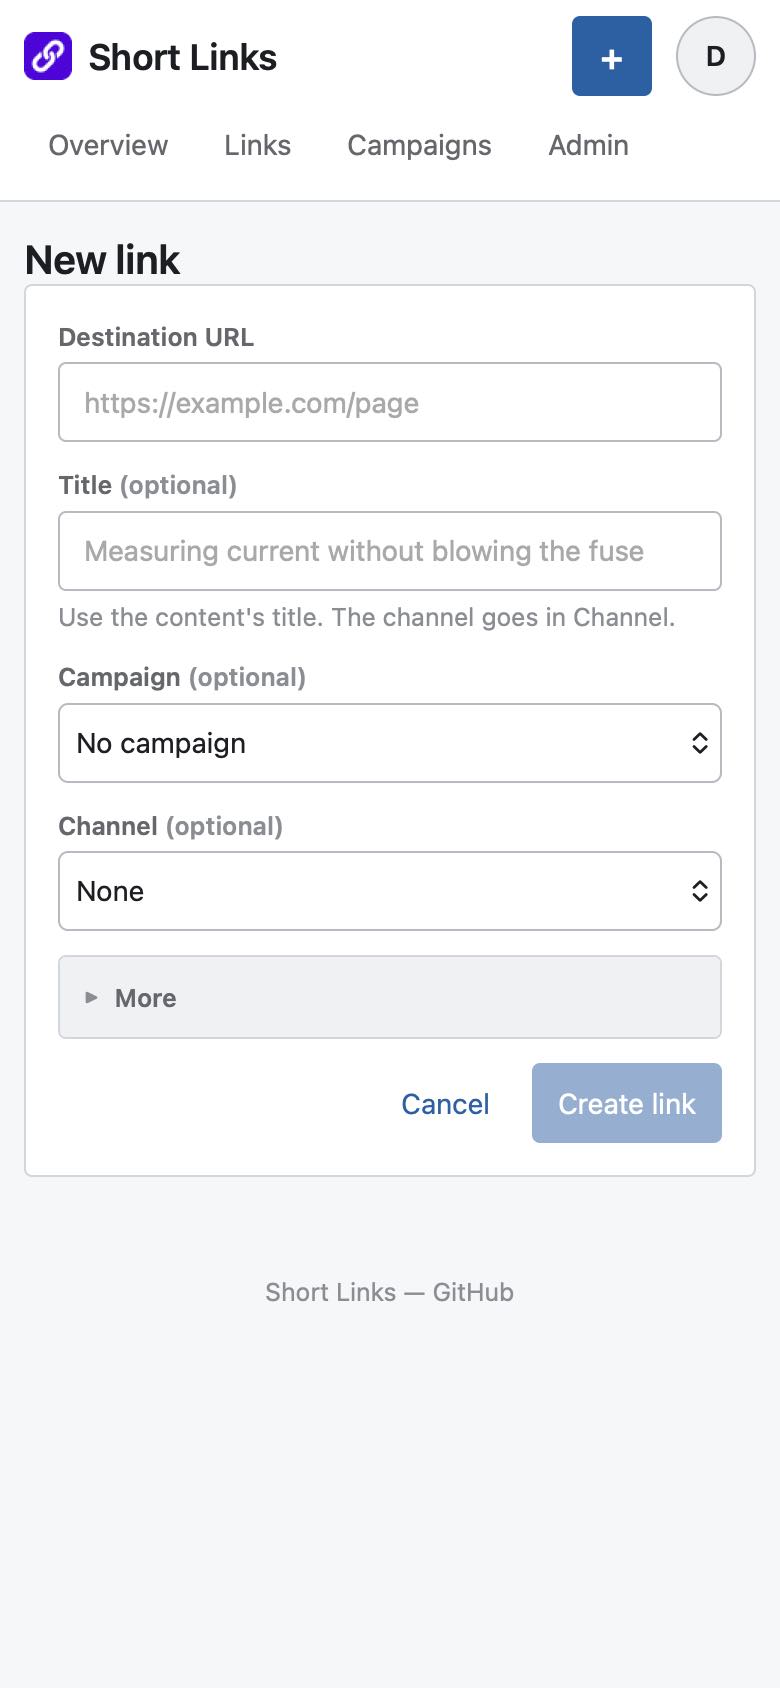 Short Links
+
D
Overview
Links
Campaigns
Admin
New link
Destination URL
https://example.com/page
Title (optional)
Measuring current without blowing the fuse
Use the content's title. The channel goes in Channel.
Campaign (optional)
No campaign
Channel (optional)
None
More
Cancel
Create link
Short Links — GitHub